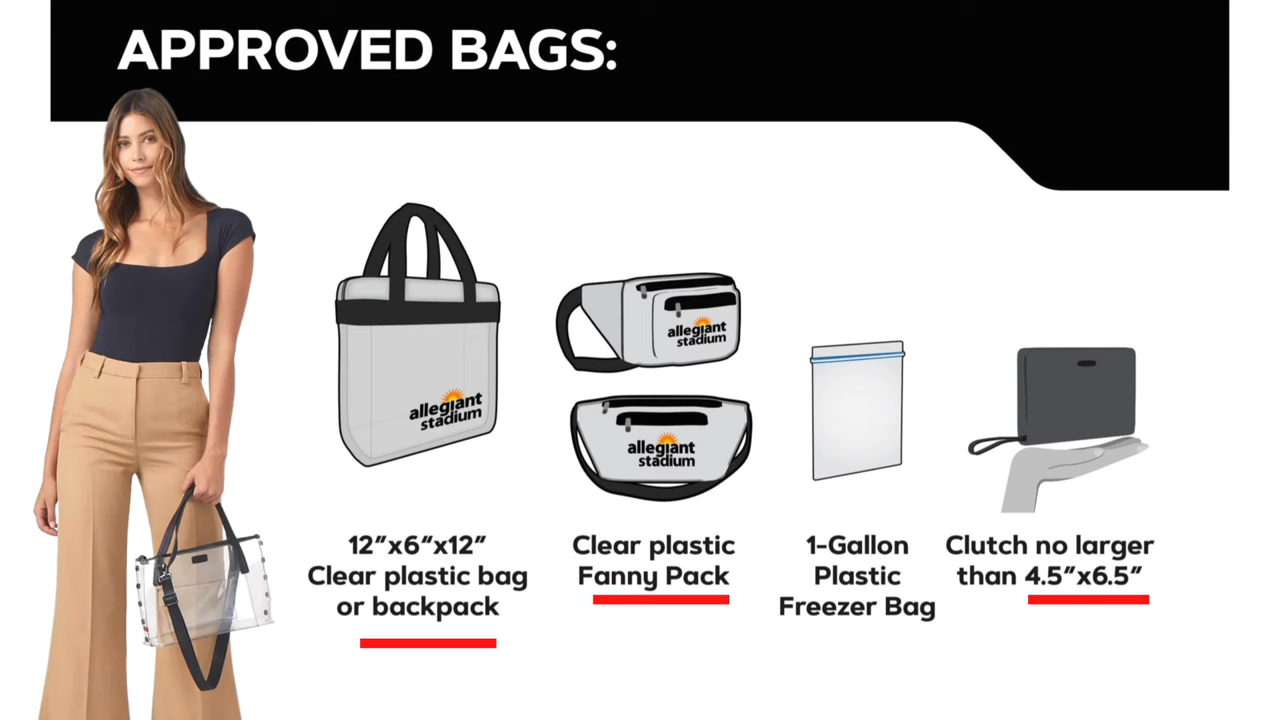 APPROVED BAGS:
allegiant
stadium
allegiant
stadium
allegiant
stadium
12"x6"x12"
Clear plastic bag
or backpack
Clear plastic
Fanny Pack
1-Gallon
Plastic
Freezer Bag
Clutch no larger
than 4.5"x6.5"